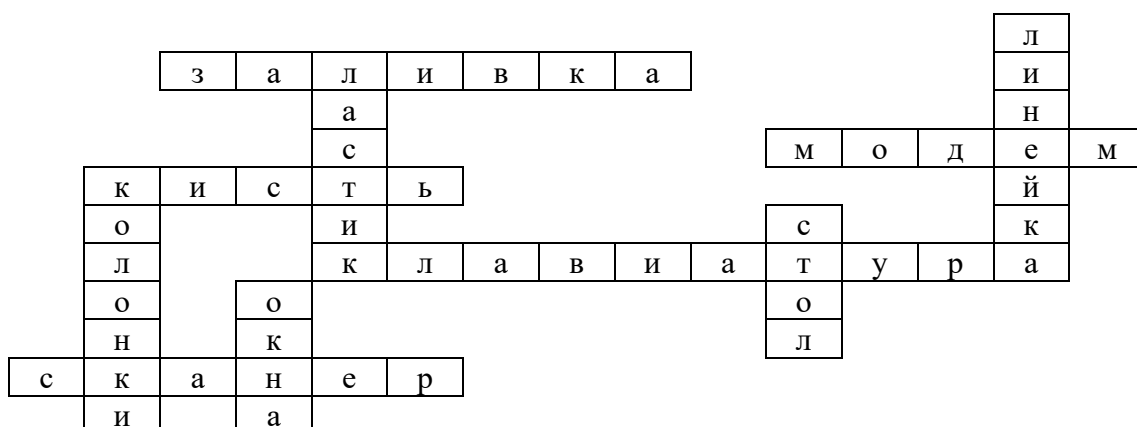 л
з а л и в к а и
а н
с м о д е м
к и с т ь й
о и с к
л к л а в и а т у р а
о о о
н к л
с к а н е р
и а